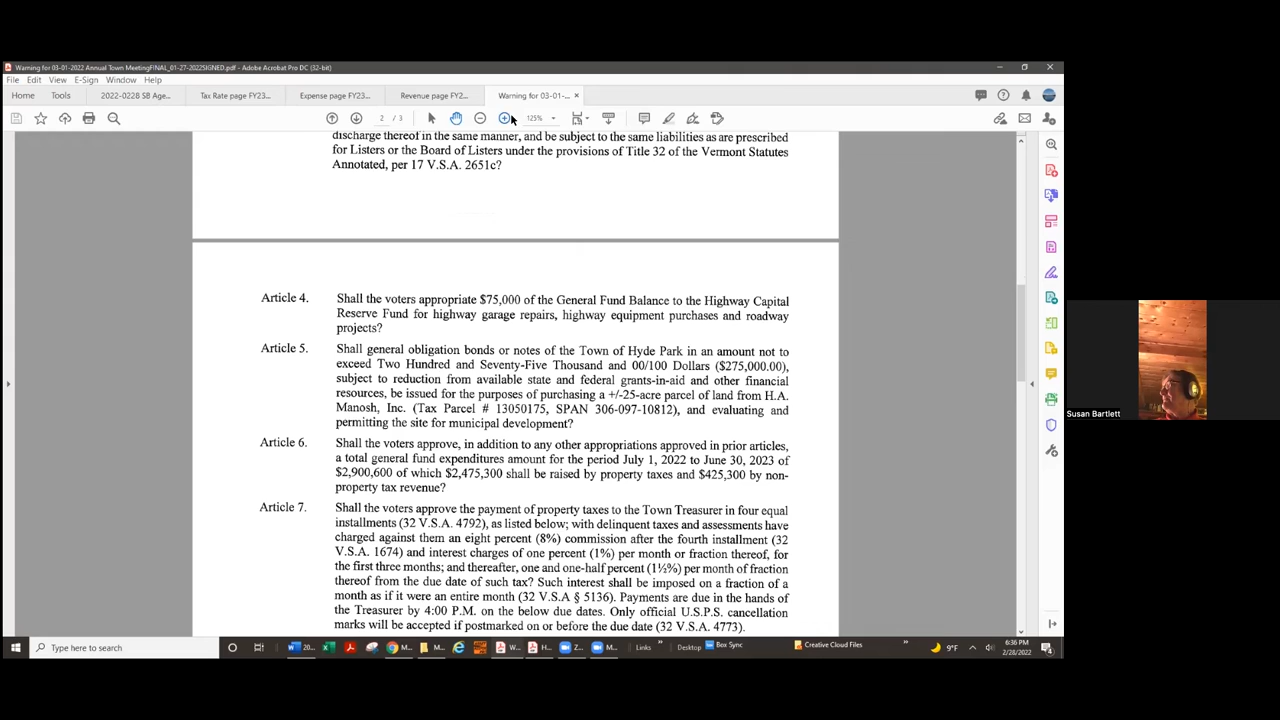 Warning for 03-01-2022 Annual Town MeetingFINAL_01-27-2022SIGNED.pdf - Adobe Acrobat Pro DC (32-bit)
File Edit View E-Sign Window Help
Home Tools 2022-0228 SB Age... Tax Rate page FY23... Expense page FY23... Revenue page FY2... Warning for 03-01-... ×
2 / 3 125%
discharge thereof in the same manner, and be subject to the same liabilities as are prescribed
for Listers or the Board of Listers under the provisions of Title 32 of the Vermont Statutes
Annotated, per 17 V.S.A. 2651c?
Article 4. Shall the voters appropriate $75,000 of the General Fund Balance to the Highway Capital
Reserve Fund for highway garage repairs, highway equipment purchases and roadway
projects?
Article 5. Shall general obligation bonds or notes of the Town of Hyde Park in an amount not to
exceed Two Hundred and Seventy-Five Thousand and 00/100 Dollars ($275,000.00),
subject to reduction from available state and federal grants-in-aid and other financial
resources, be issued for the purposes of purchasing a +/-25-acre parcel of land from H.A.
Manosh, Inc. (Tax Parcel # 13050175, SPAN 306-097-10812), and evaluating and
permitting the site for municipal development?
Article 6. Shall the voters approve, in addition to any other appropriations approved in prior articles,
a total general fund expenditures amount for the period July 1, 2022 to June 30, 2023 of
$2,900,600 of which $2,475,300 shall be raised by property taxes and $425,300 by non-
property tax revenue?
Article 7. Shall the voters approve the payment of property taxes to the Town Treasurer in four equal
installments (32 V.S.A. 4792), as listed below; with delinquent taxes and assessments have
charged against them an eight percent (8%) commission after the fourth installment (32
V.S.A. 1674) and interest charges of one percent (1%) per month or fraction thereof, for
the first three months; and thereafter, one and one-half percent (1½%) per month of fraction
thereof from the due date of such tax? Such interest shall be imposed on a fraction of a
month as if it were an entire month (32 V.S.A § 5136). Payments are due in the hands of
the Treasurer by 4:00 P.M. on the below due dates. Only official U.S.P.S. cancellation
marks will be accepted if postmarked on or before the due date (32 V.S.A. 4773).
Susan Bartlett
Type here to search 20... M... M... W... H... Z... M... Links » Desktop Box Sync » Creative Cloud Files 9°F 6:36 PM
2/28/2022